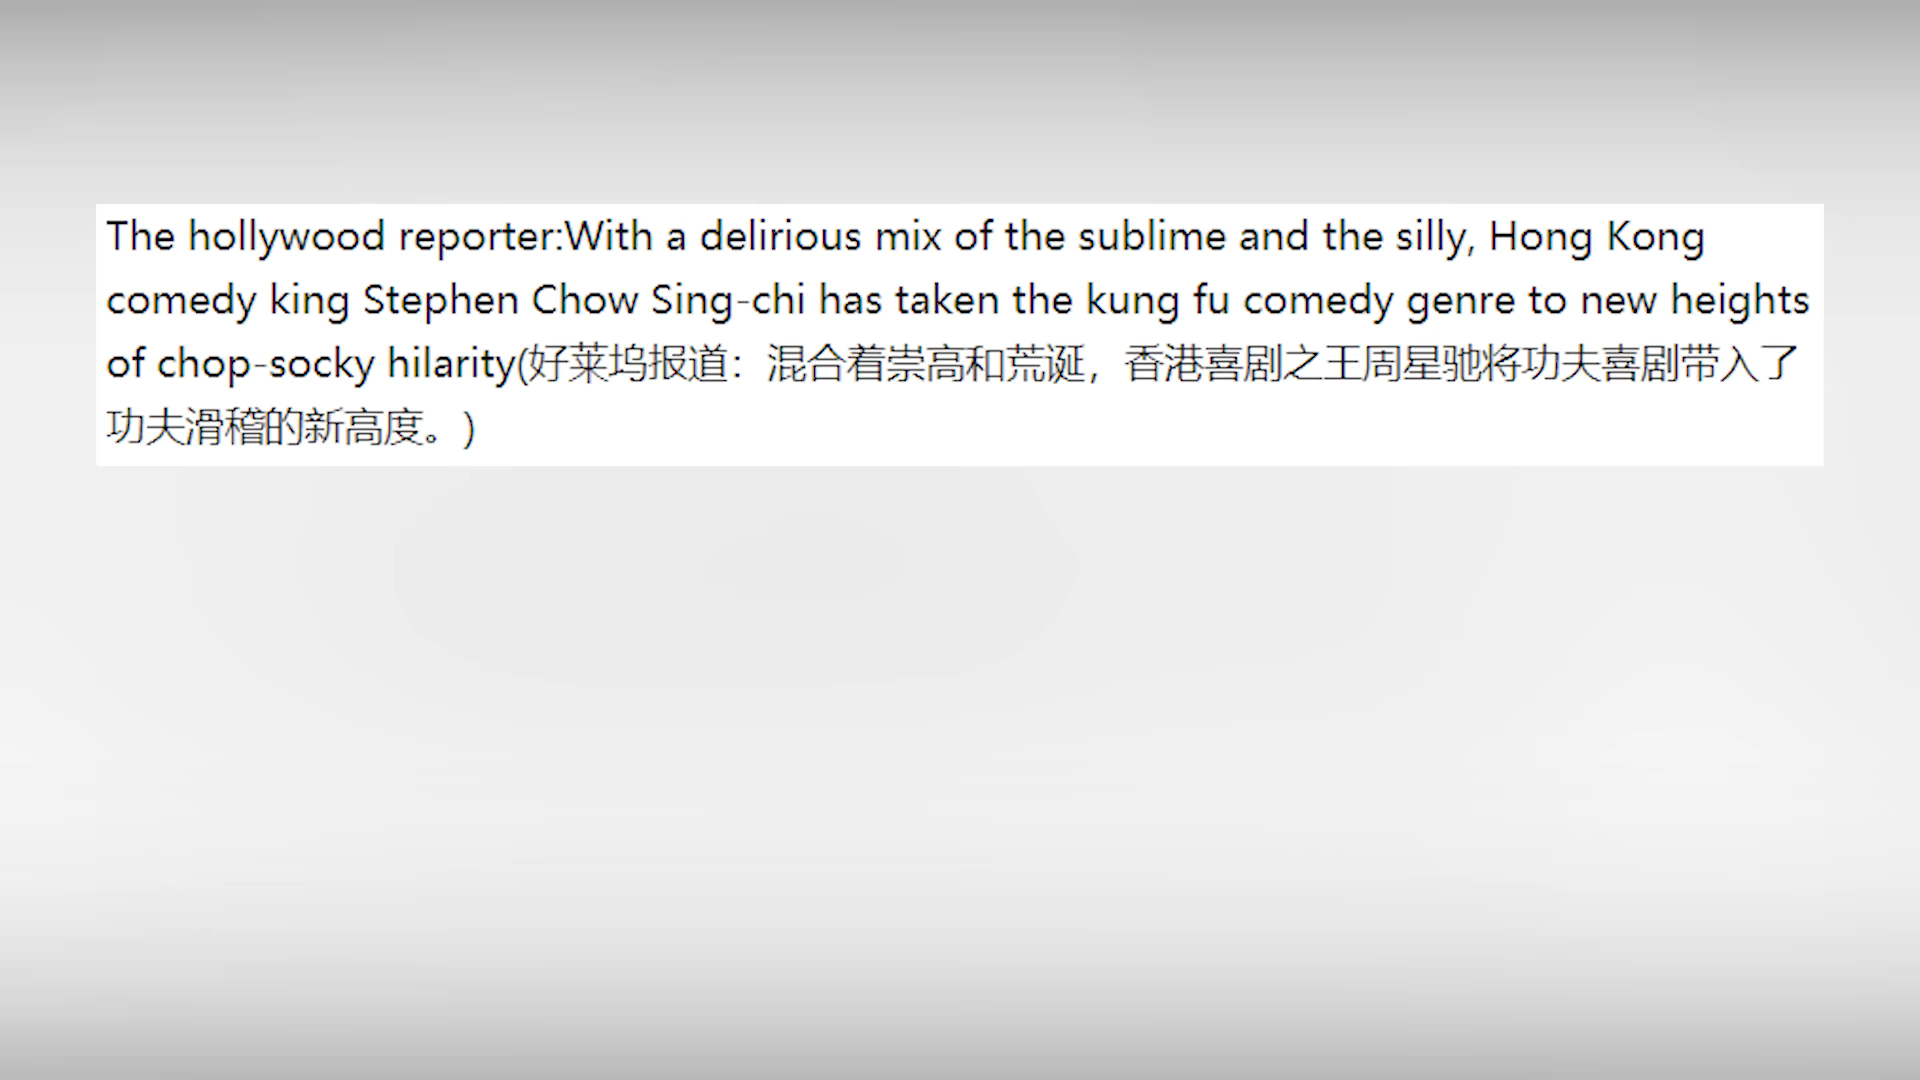 The hollywood reporter:With a delirious mix of the sublime and the silly, Hong Kong
comedy king Stephen Chow Sing-chi has taken the kung fu comedy genre to new heights
of chop-socky hilarity(好莱坞报道：混合着崇高和荒诞，香港喜剧之王周星驰将功夫喜剧带入了
功夫滑稽的新高度。)